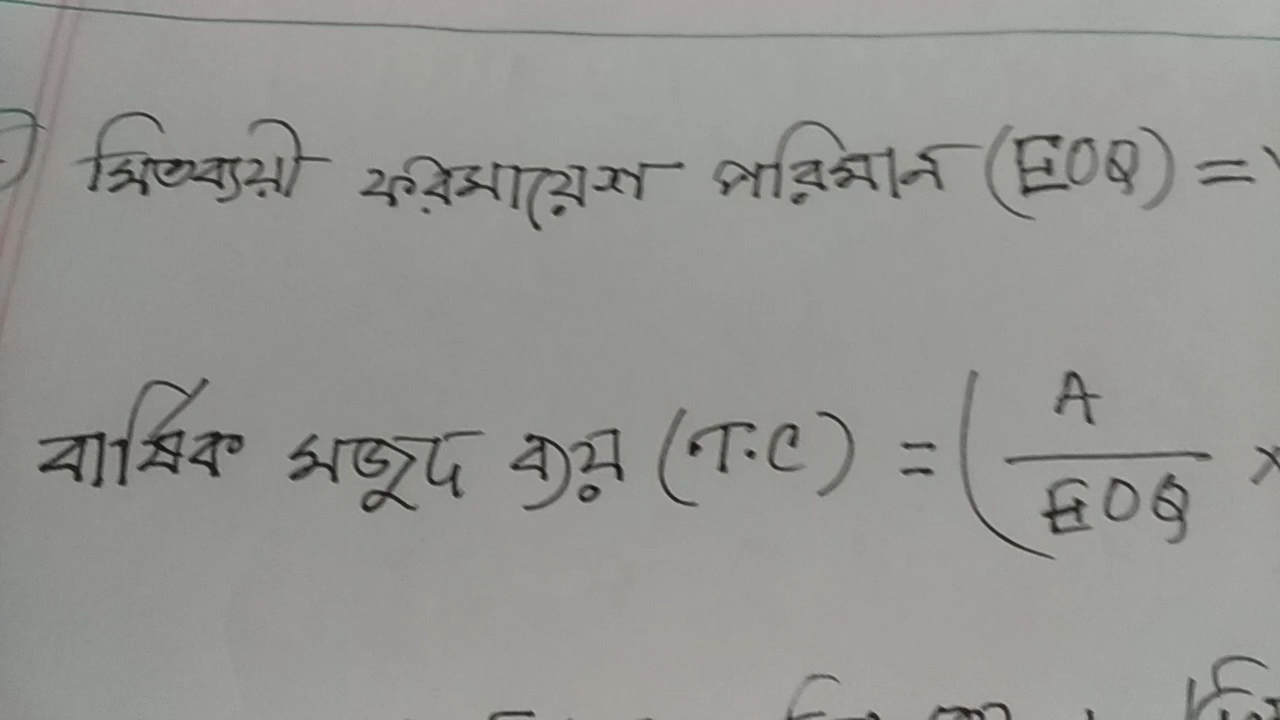 মিতব্যয়ী ফরমায়েশ পরিমান (EOQ) =
বার্ষিক মজুদ ব্যয় (T.C) = ( A / EOQ ×